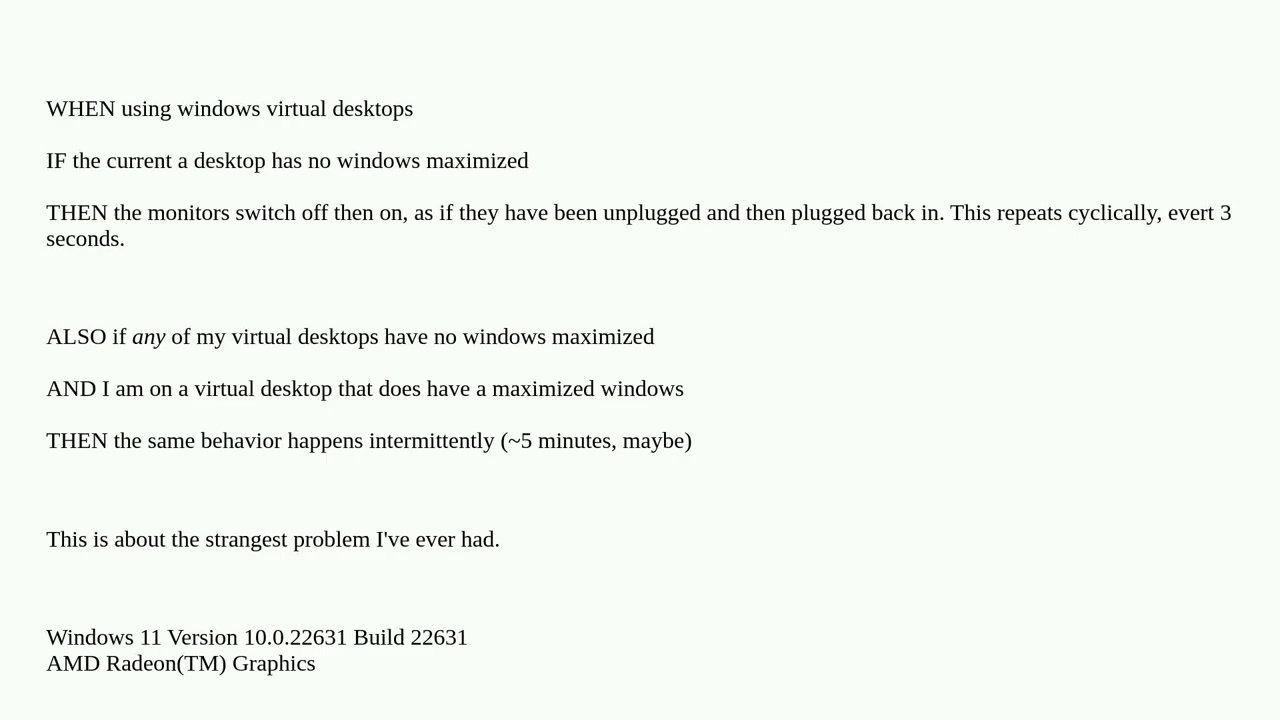 WHEN using windows virtual desktops
IF the current a desktop has no windows maximized
THEN the monitors switch off then on, as if they have been unplugged and then plugged back in. This repeats cyclically, evert 3
seconds.
ALSO if any of my virtual desktops have no windows maximized
AND I am on a virtual desktop that does have a maximized windows
THEN the same behavior happens intermittently (~5 minutes, maybe)
This is about the strangest problem I've ever had.
Windows 11 Version 10.0.22631 Build 22631
AMD Radeon(TM) Graphics